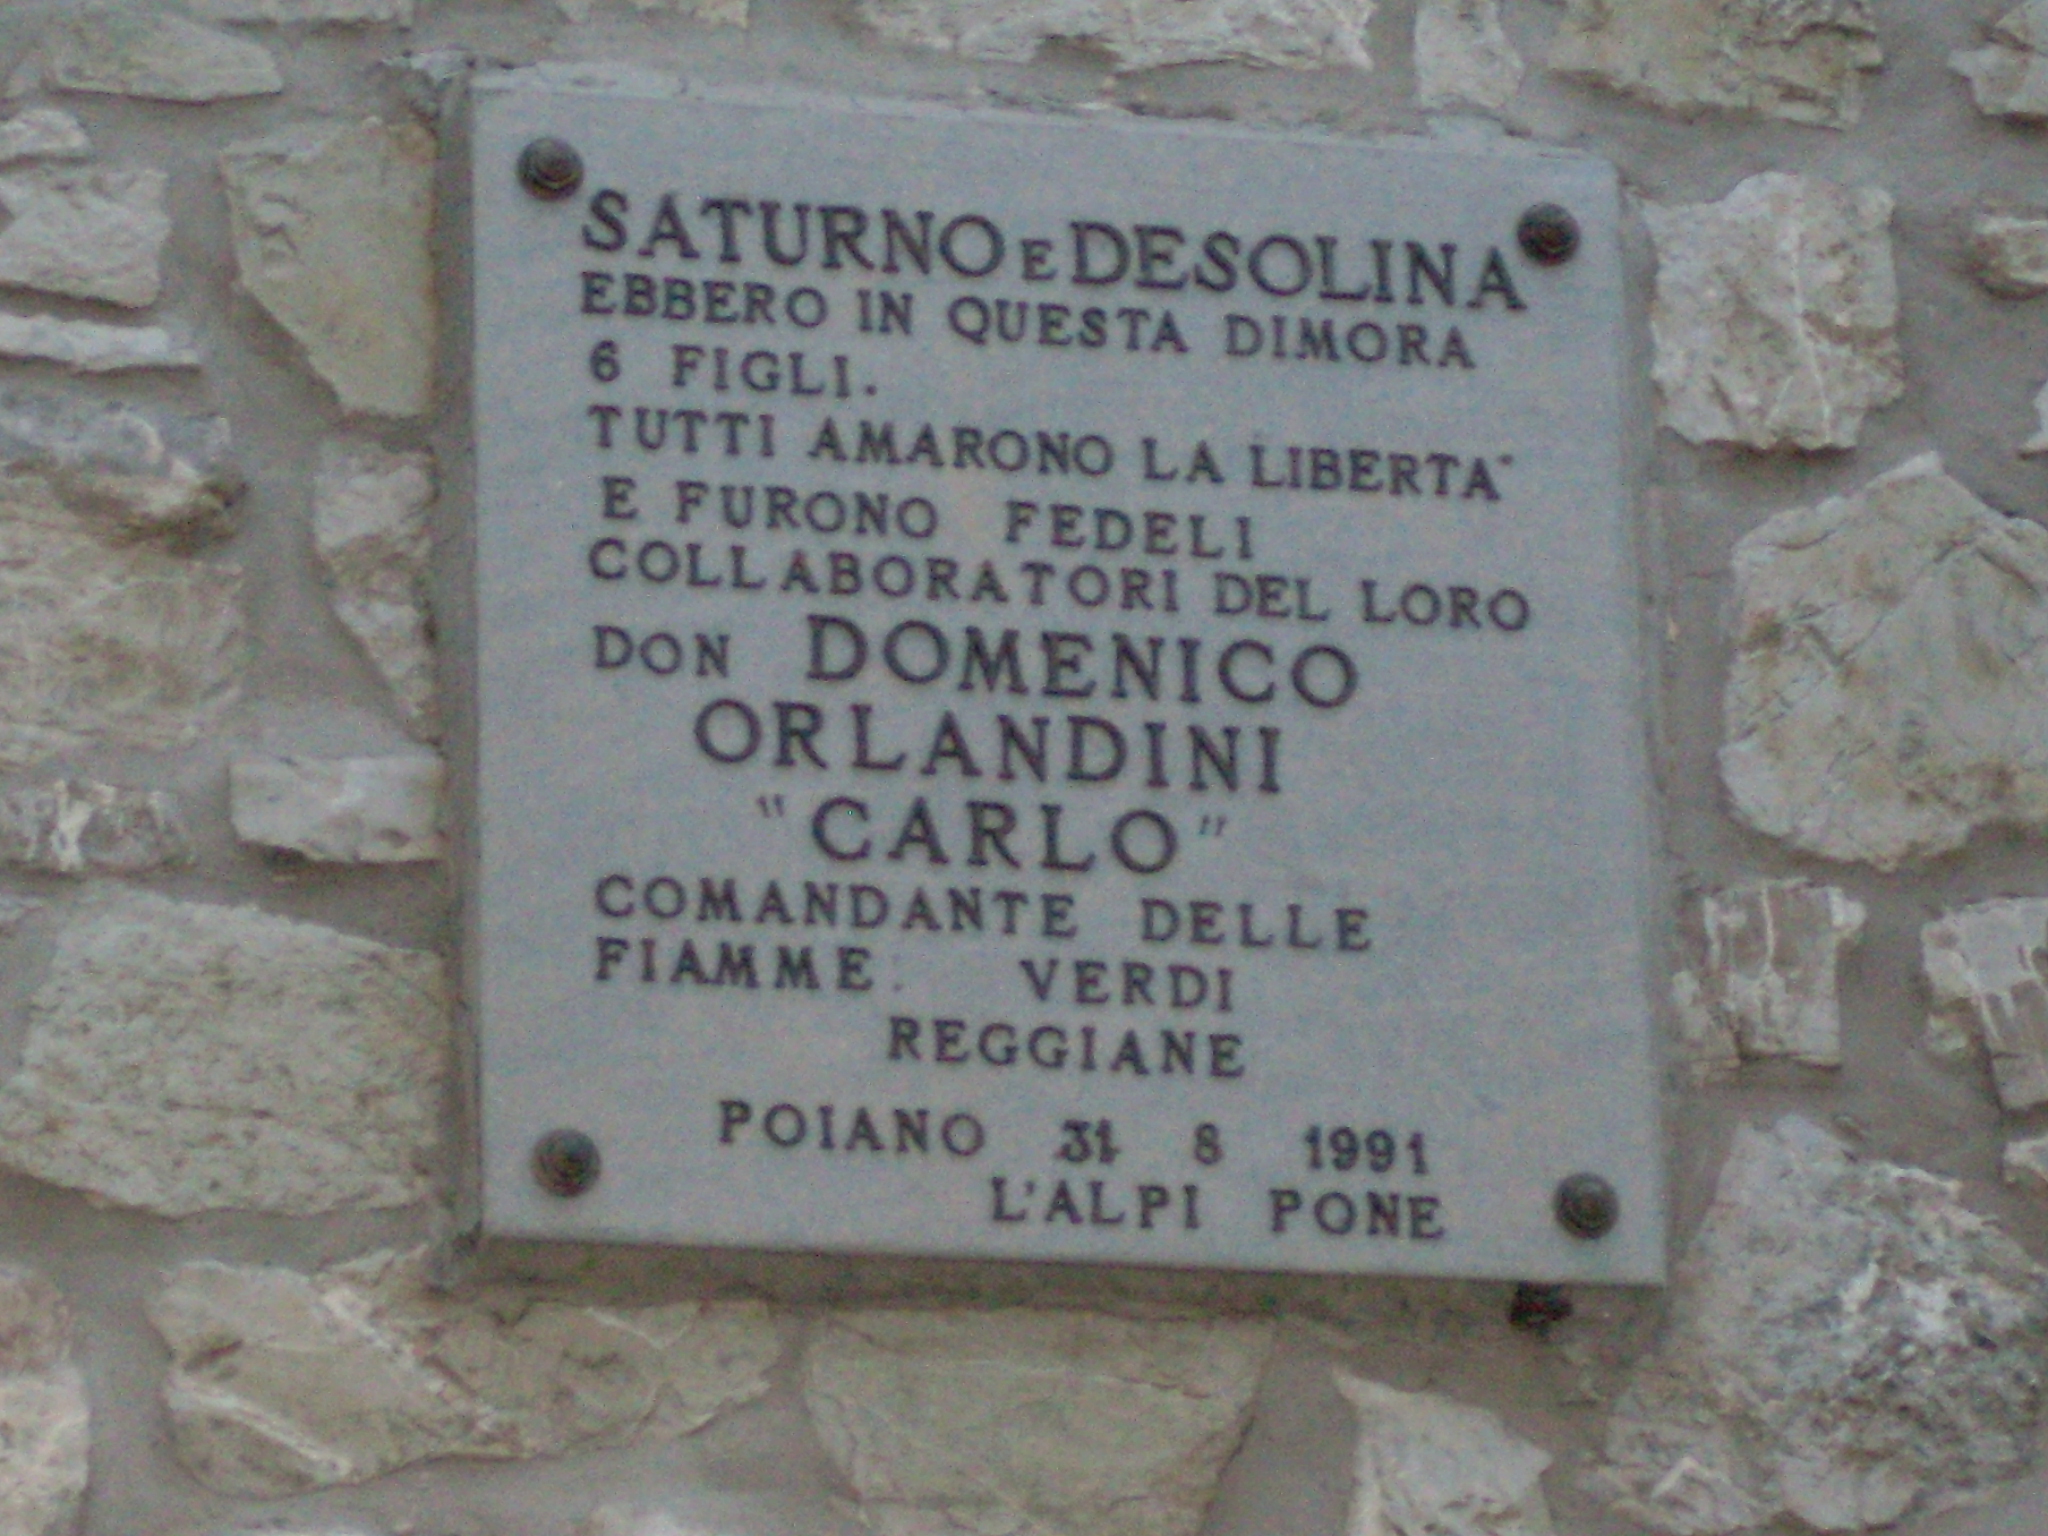 SATURNO E DESOLINA
EBBERO IN QUESTA DIMORA
6 FIGLI.
TUTTI AMARONO LA LIBERTA'
E FURONO FEDELI
COLLABORATORI DEL LORO
DON DOMENICO
ORLANDINI
"CARLO"
COMANDANTE DELLE
FIAMME. VERDI
REGGIANE
POIANO 31 8 1991
L'ALPI PONE